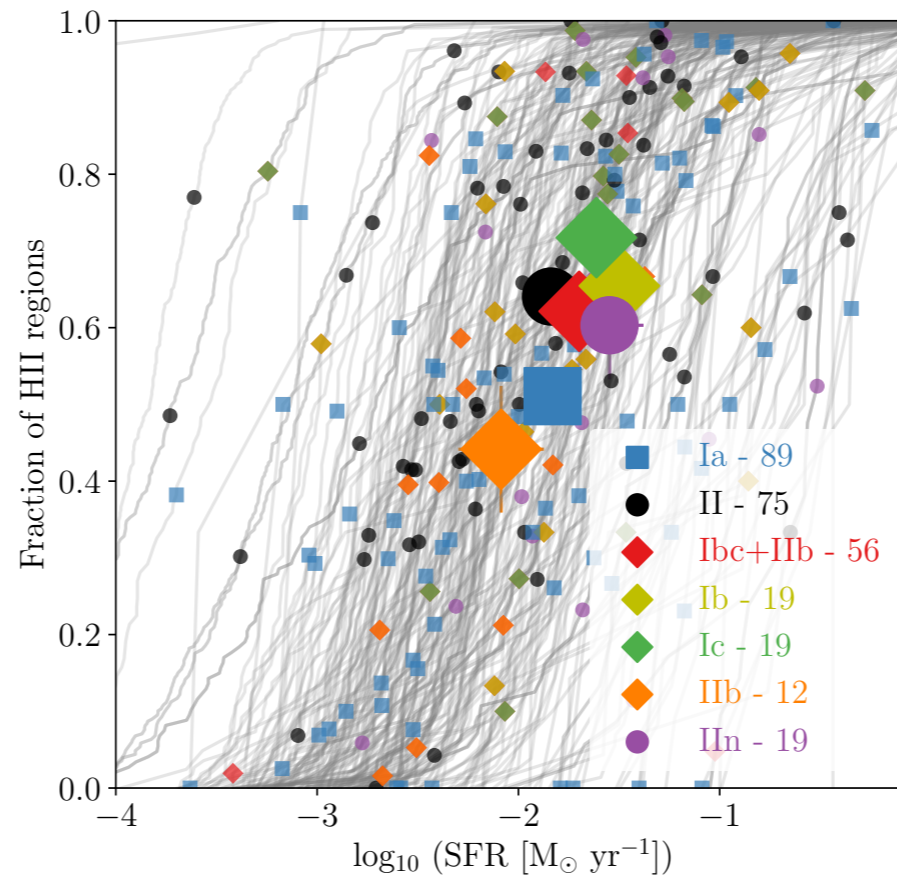 1.0
0.8
0.6
0.4
0.2
0.0
Fraction of HII regions
Ia - 89
II - 75
Ibc+IIb - 56
Ib - 19
Ic - 19
IIb - 12
IIn - 19
−4 −3 −2 −1
log₁₀ (SFR [M⊙ yr⁻¹])